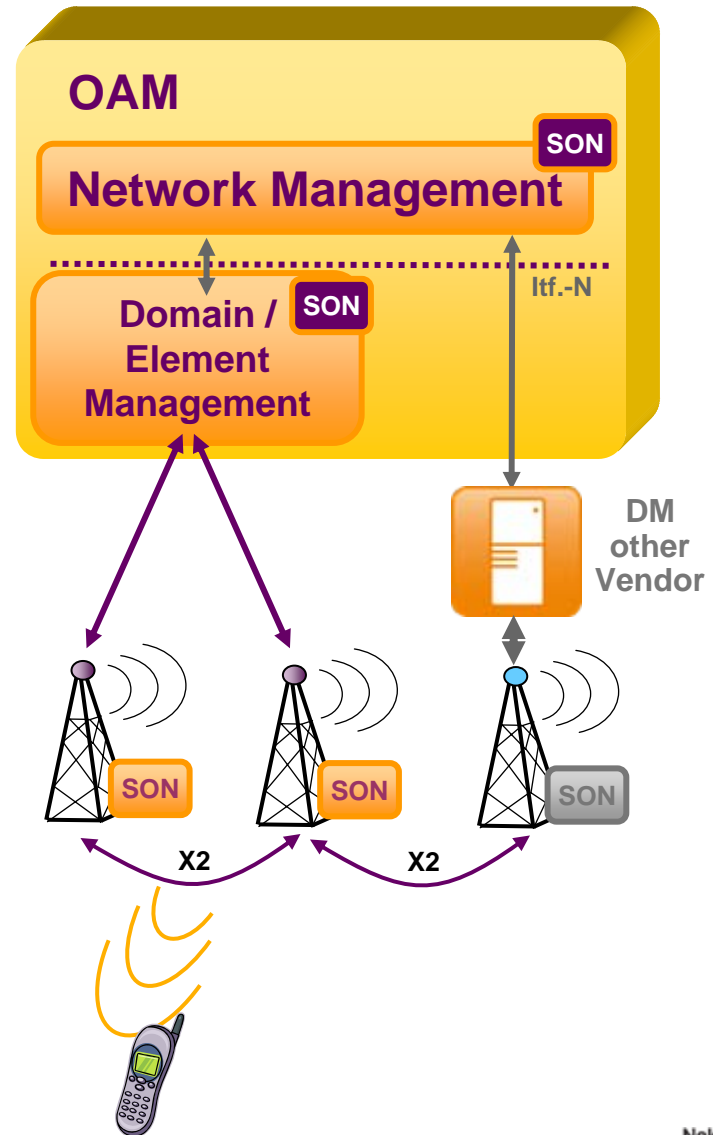 OAM
SON
Network Management
Itf.-N
Domain /
SON
Element
Management
DM
other
Vendor
SON
SON
SON
X2
X2